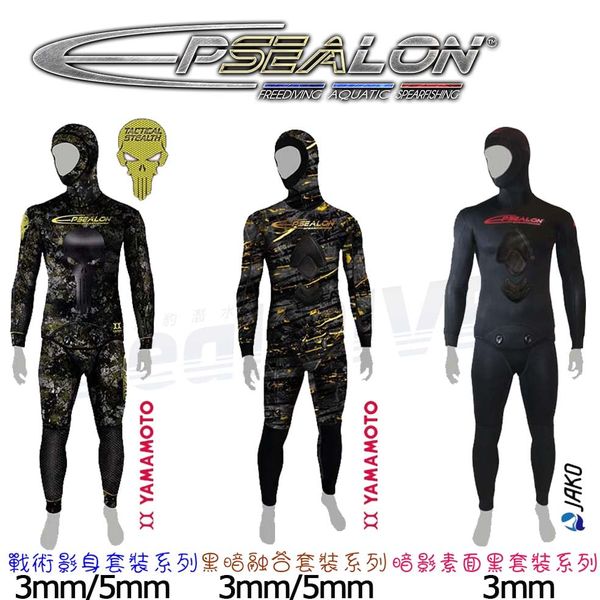 EPSEALON™
FREEDIVING AQUATIC SPEARFISHING
TACTICAL
STEALTH
EPSEALON
EPSEALON
EPSEALON
YAMAMOTO
YAMAMOTO
JAKO
戰術影身套裝系列 黑暗融合套裝系列 暗影素面黑套裝系列
3mm/5mm 3mm/5mm 3mm